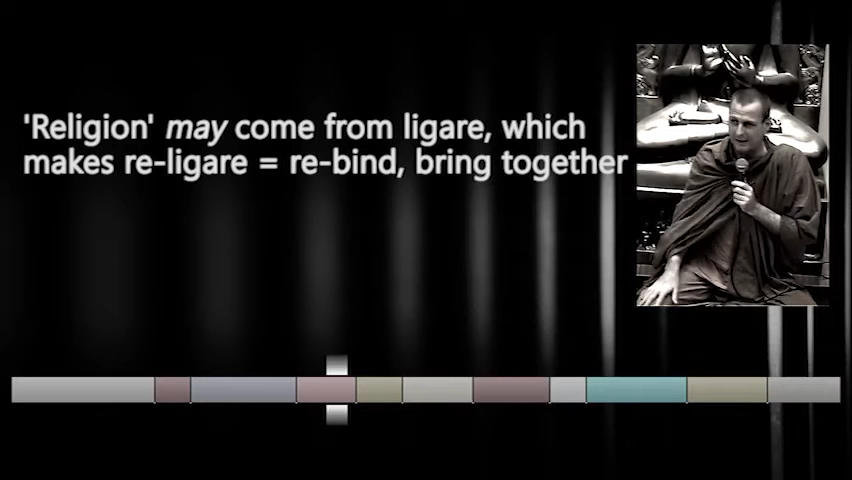 'Religion' may come from ligare, which
makes re-ligare = re-bind, bring together